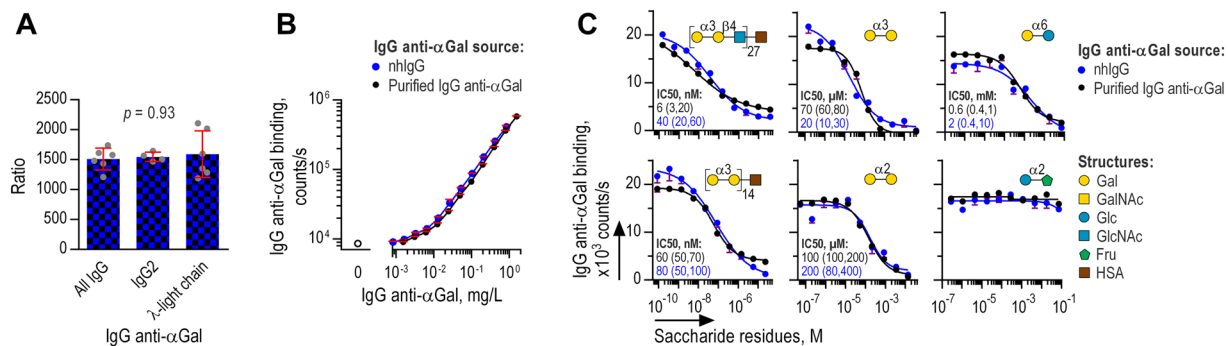 A
p = 0.93
2500
2000
1500
1000
500
0
Ratio
All IgG
IgG2
λ-light chain
IgG anti-αGal
B
IgG anti-αGal source:
nhIgG
Purified IgG anti-αGal
IgG anti-αGal binding,
counts/s
10^6
10^5
10^4
0 10^-3 10^-2 10^-1 10^0
IgG anti-αGal, mg/L
C
IgG anti-αGal binding,
x10^3 counts/s
20
10
0
α3 β4
27
IC50, nM:
6 (3,20)
40 (20,60)
α3
IC50, µM:
70 (60,80)
20 (10,30)
α6
IC50, mM:
0.6 (0.4,1)
2 (0.4,10)
20
10
0
α3
14
IC50, nM:
60 (50,70)
80 (50,100)
α2
IC50, µM:
100 (100,200)
200 (80,400)
α2
10^-10 10^-8 10^-6
10^-7 10^-5 10^-3
10^-7 10^-5 10^-3 10^-1
Saccharide residues, M
IgG anti-αGal source:
nhIgG
Purified IgG anti-αGal
Structures:
Gal
GalNAc
Glc
GlcNAc
Fru
HSA